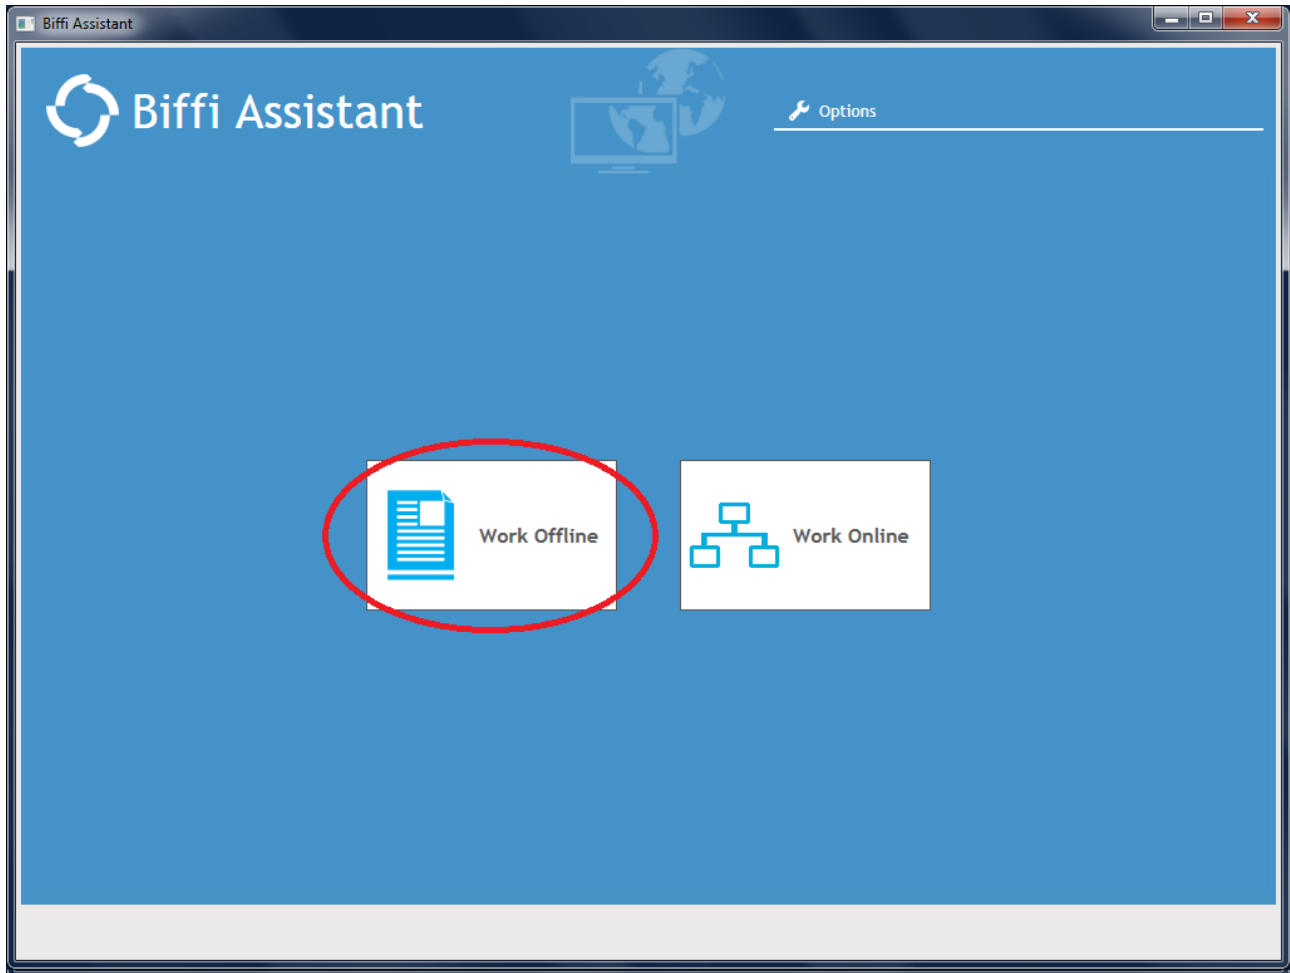 Biffi Assistant
Biffi Assistant
Options
Work Offline
Work Online